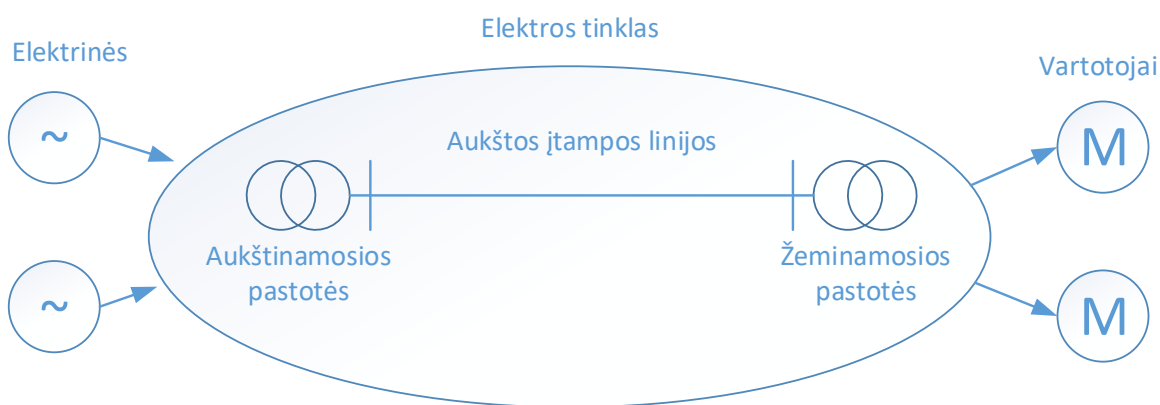 Elektros tinklas
Elektrinės
Vartotojai
~
M
Aukštos įtampos linijos
Aukštinamosios
pastotės
Žeminamosios
pastotės
~
M